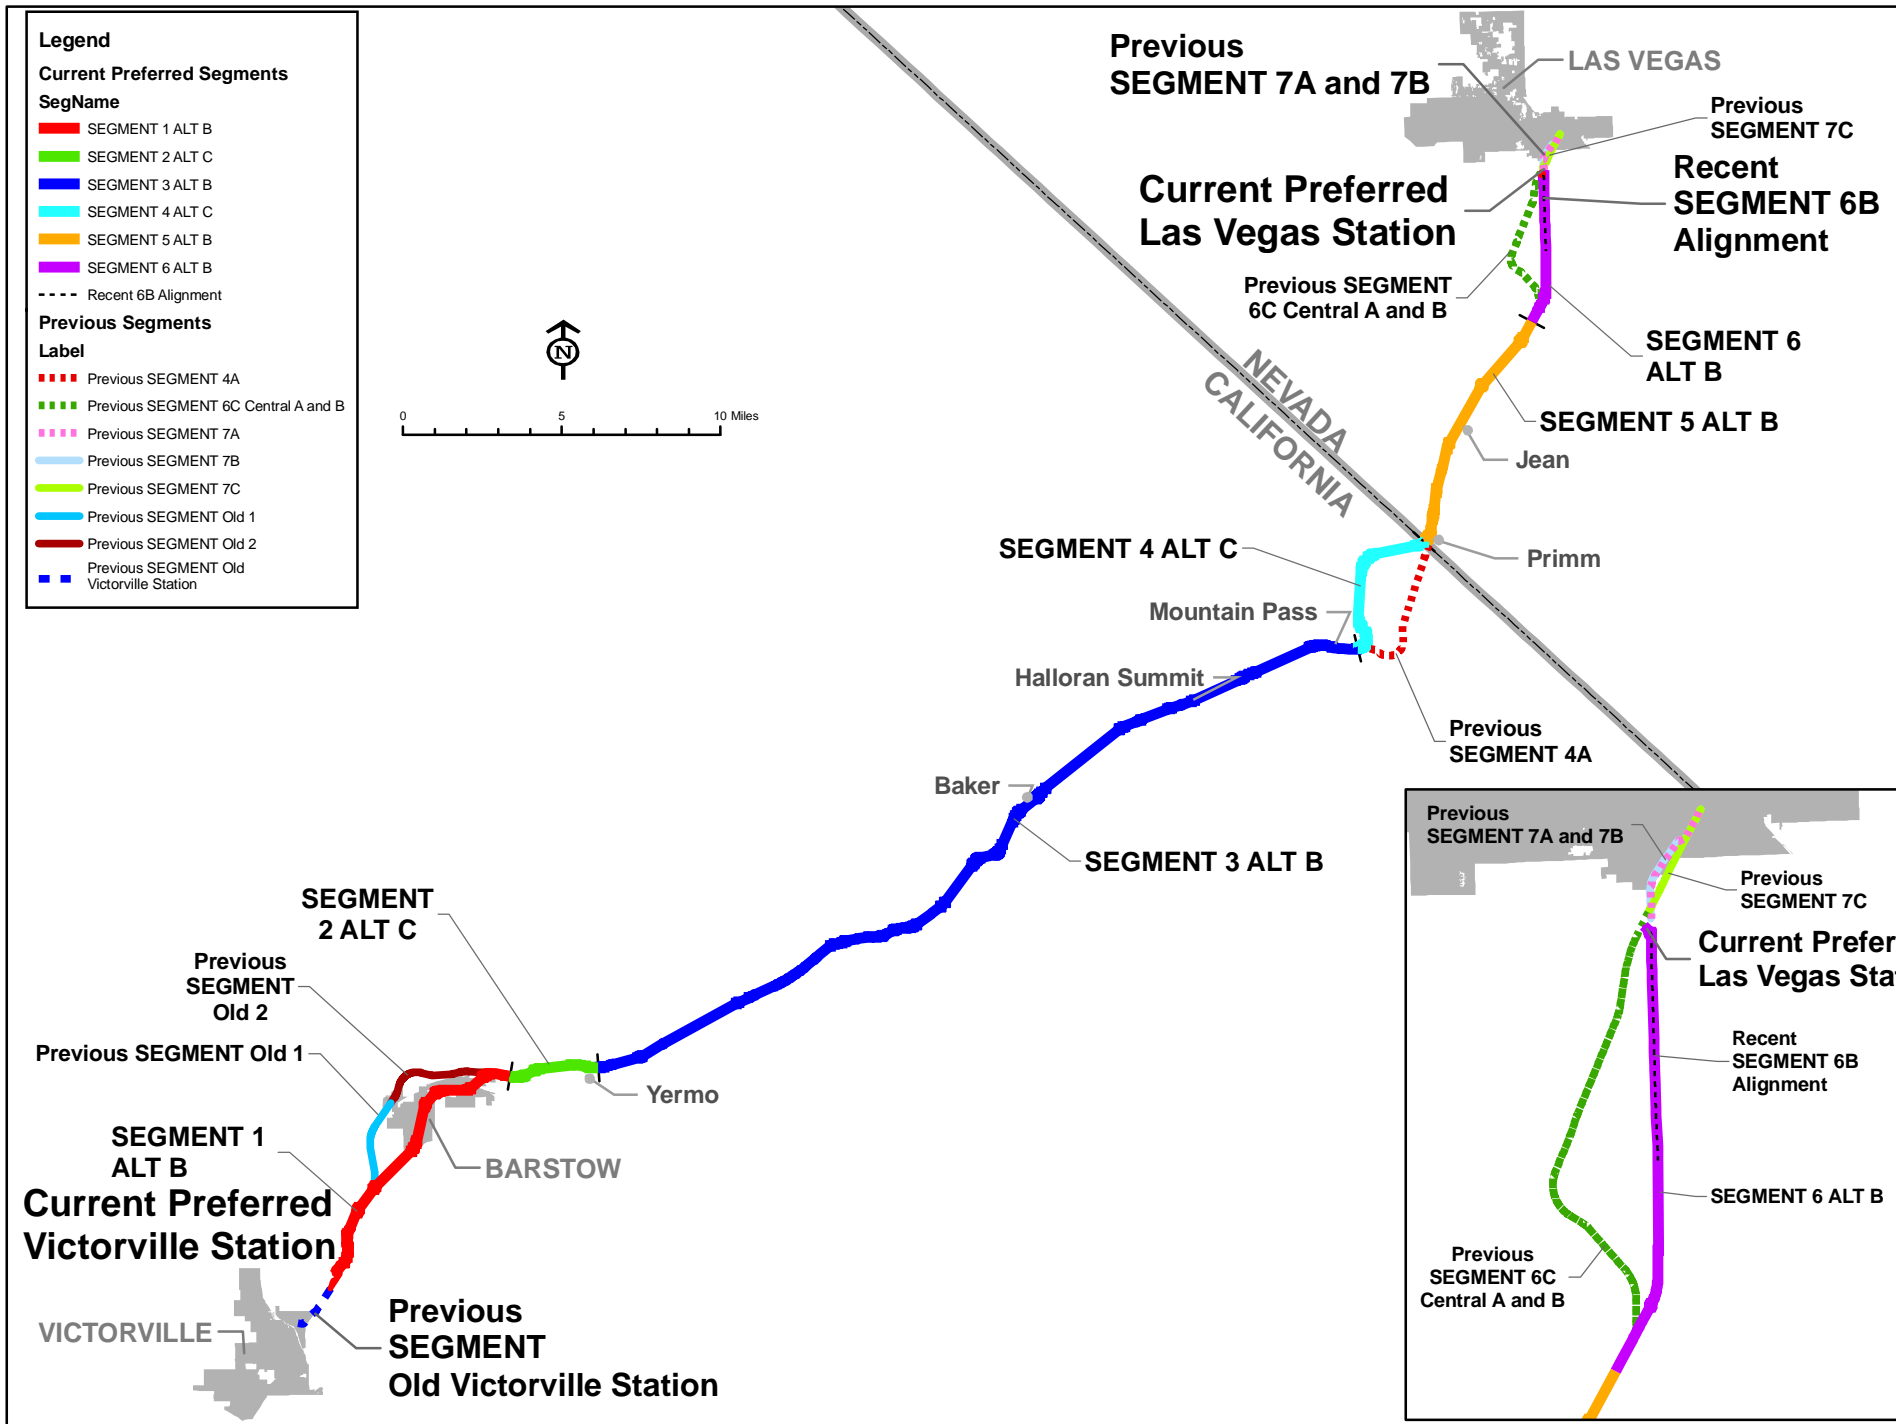 Legend
Current Preferred Segments
SegName
SEGMENT 1 ALT B
SEGMENT 2 ALT C
SEGMENT 3 ALT B
SEGMENT 4 ALT C
SEGMENT 5 ALT B
SEGMENT 6 ALT B
Recent 6B Alignment
Previous Segments
Label
Previous SEGMENT 4A
Previous SEGMENT 6C Central A and B
Previous SEGMENT 7A
Previous SEGMENT 7B
Previous SEGMENT 7C
Previous SEGMENT Old 1
Previous SEGMENT Old 2
Previous SEGMENT Old
Victorville Station
N
0 5 10 Miles
Previous
SEGMENT 7A and 7B
LAS VEGAS
Previous
SEGMENT 7C
Current Preferred
Las Vegas Station
Recent
SEGMENT 6B
Alignment
Previous SEGMENT
6C Central A and B
SEGMENT 6
ALT B
NEVADA
CALIFORNIA
SEGMENT 5 ALT B
Jean
SEGMENT 4 ALT C
Primm
Mountain Pass
Halloran Summit
Previous
SEGMENT 4A
Baker
SEGMENT 3 ALT B
SEGMENT
2 ALT C
Previous
SEGMENT
Old 2
Previous SEGMENT Old 1
Yermo
SEGMENT 1
ALT B
BARSTOW
Current Preferred
Victorville Station
VICTORVILLE
Previous
SEGMENT
Old Victorville Station
Previous
SEGMENT 7A and 7B
Previous
SEGMENT 7C
Current Prefer
Las Vegas Stat
Recent
SEGMENT 6B
Alignment
SEGMENT 6 ALT B
Previous
SEGMENT 6C
Central A and B